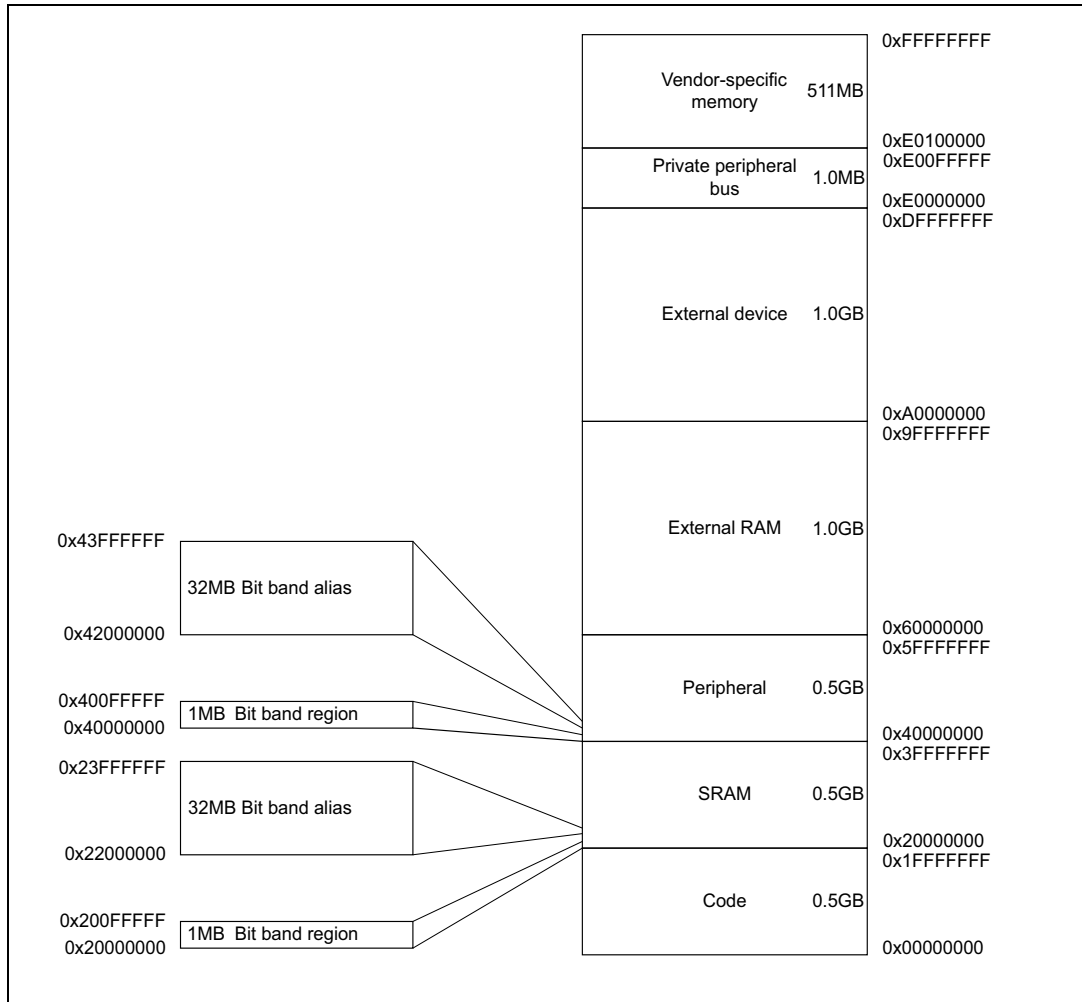 0xFFFFFFFF
Vendor-specific
memory
511MB
0xE0100000
0xE00FFFFF
Private peripheral
bus
1.0MB
0xE0000000
0xDFFFFFFF
External device 1.0GB
0xA0000000
0x9FFFFFFF
External RAM 1.0GB
0x60000000
0x5FFFFFFF
Peripheral 0.5GB
0x40000000
0x3FFFFFFF
SRAM 0.5GB
0x20000000
0x1FFFFFFF
Code 0.5GB
0x00000000
0x43FFFFFF
32MB Bit band alias
0x42000000
0x400FFFFF
1MB Bit band region
0x40000000
0x23FFFFFF
32MB Bit band alias
0x22000000
0x200FFFFF
1MB Bit band region
0x20000000